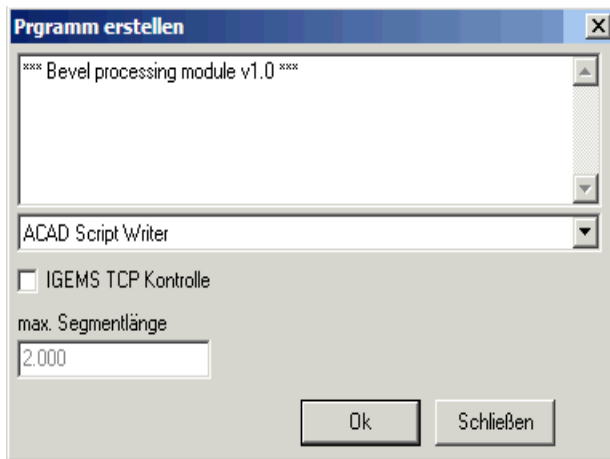 Prgramm erstellen
*** Bevel processing module v1.0 ***
ACAD Script Writer
IGEMS TCP Kontrolle
max. Segmentlänge
2.000
Ok Schließen